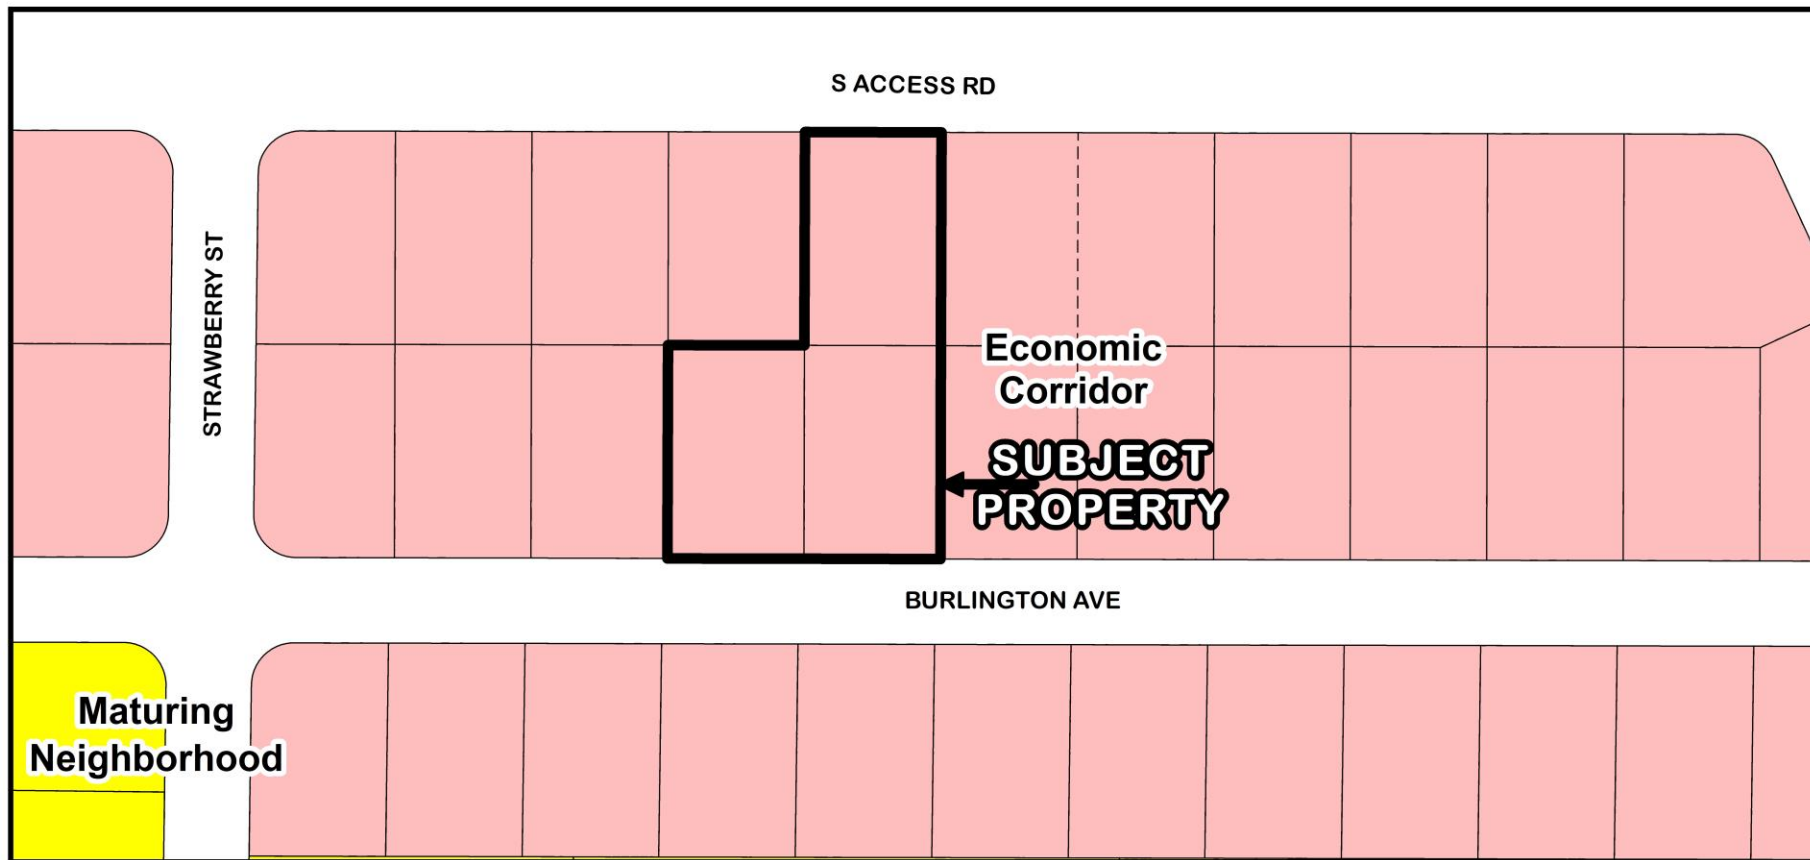 S ACCESS RD
STRAWBERRY ST
Economic
Corridor
SUBJECT
PROPERTY
BURLINGTON AVE
Maturing
Neighborhood